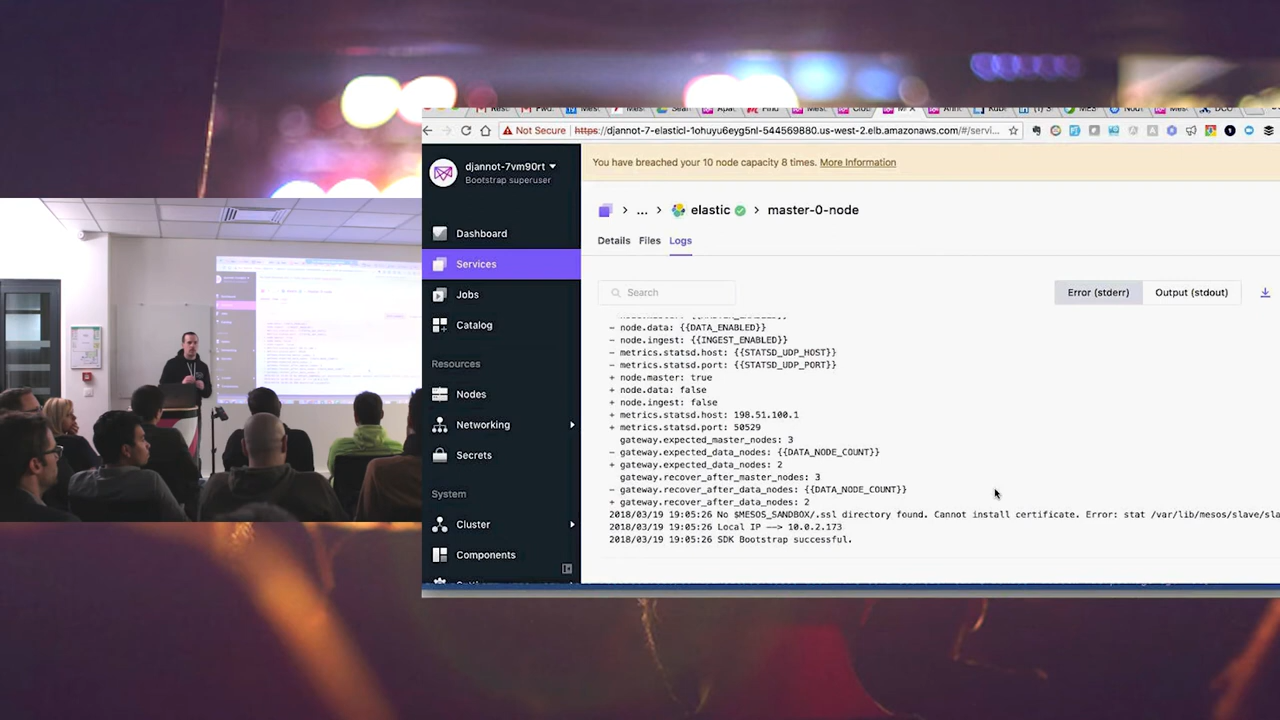 Not Secure https://djannot-7-elasticl-1ohuyu6eyg5nl-544569880.us-west-2.elb.amazonaws.com/#/servi...
djannot-7vm90rt
Bootstrap superuser
You have breached your 10 node capacity 8 times. More Information
... elastic master-0-node
Details Files Logs
Search
Error (stderr) Output (stdout)
Dashboard
Services
Jobs
Catalog
Resources
Nodes
Networking
Secrets
System
Cluster
Components
- node.data: {{DATA_ENABLED}}
- node.ingest: {{INGEST_ENABLED}}
- metrics.statsd.host: {{STATSD_UDP_HOST}}
- metrics.statsd.port: {{STATSD_UDP_PORT}}
+ node.master: true
+ node.data: false
+ node.ingest: false
+ metrics.statsd.host: 198.51.100.1
+ metrics.statsd.port: 50529
gateway.expected_master_nodes: 3
- gateway.expected_data_nodes: {{DATA_NODE_COUNT}}
+ gateway.expected_data_nodes: 2
gateway.recover_after_master_nodes: 3
- gateway.recover_after_data_nodes: {{DATA_NODE_COUNT}}
+ gateway.recover_after_data_nodes: 2
2018/03/19 19:05:26 No $MESOS_SANDBOX/.ssl directory found. Cannot install certificate. Error: stat /var/lib/mesos/slave/sla
2018/03/19 19:05:26 Local IP --> 10.0.2.173
2018/03/19 19:05:26 SDK Bootstrap successful.